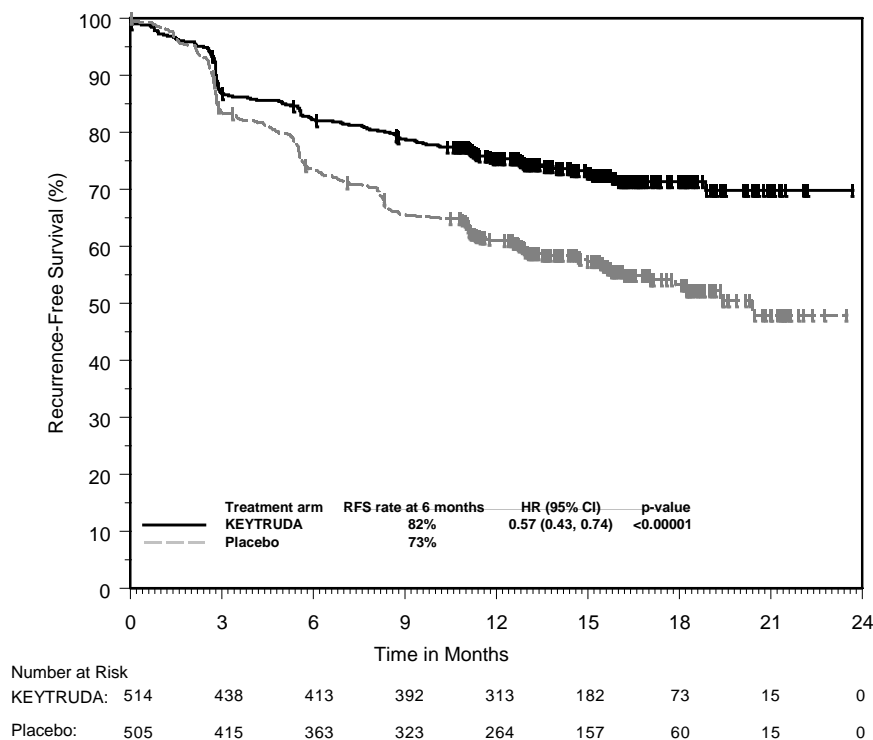 100
90
80
70
60
50
40
30
20
10
0
Recurrence-Free Survival (%)
Treatment arm RFS rate at 6 months HR (95% CI) p-value
KEYTRUDA 82% 0.57 (0.43, 0.74) <0.00001
Placebo 73%
0 3 6 9 12 15 18 21 24
Time in Months
Number at Risk
KEYTRUDA: 514 438 413 392 313 182 73 15 0
Placebo: 505 415 363 323 264 157 60 15 0